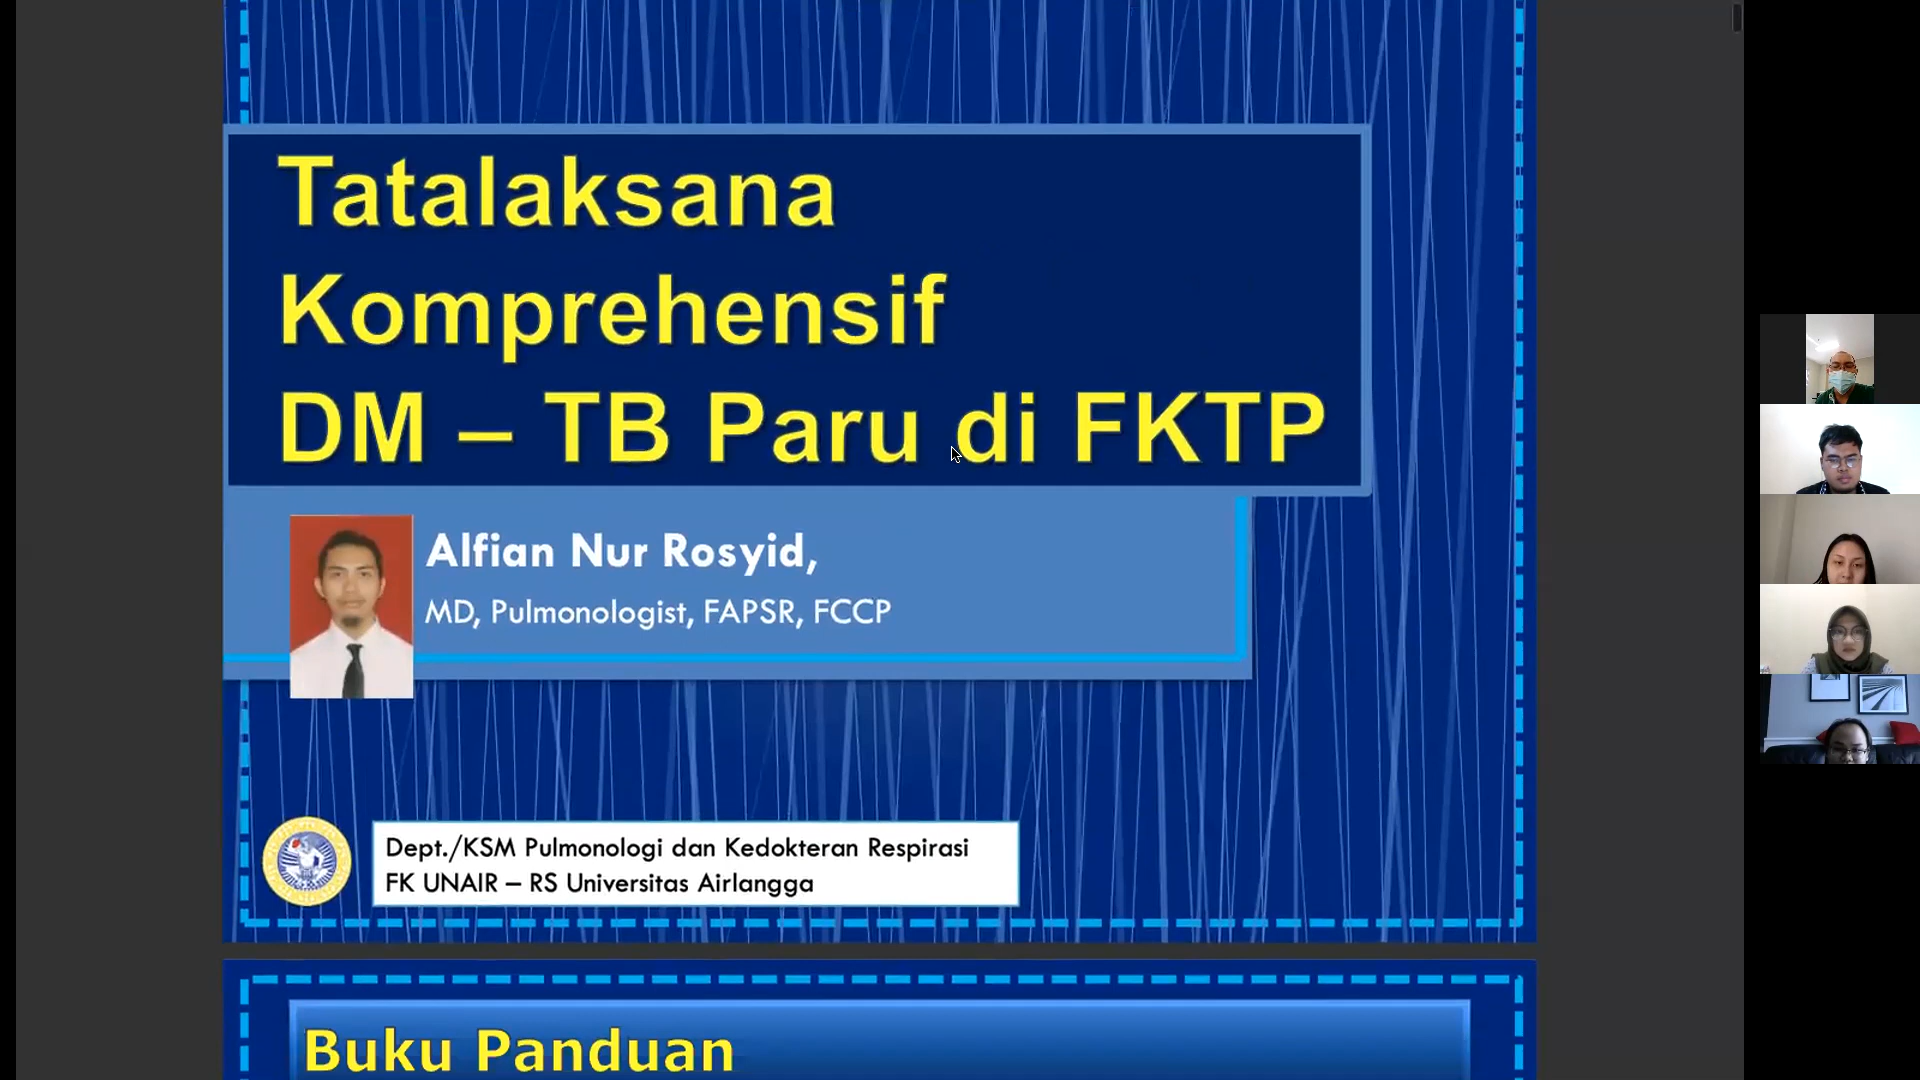 Tatalaksana
Komprehensif
DM – TB Paru di FKTP
Alfian Nur Rosyid,
MD, Pulmonologist, FAPSR, FCCP
Dept./KSM Pulmonologi dan Kedokteran Respirasi
FK UNAIR – RS Universitas Airlangga
Buku Panduan